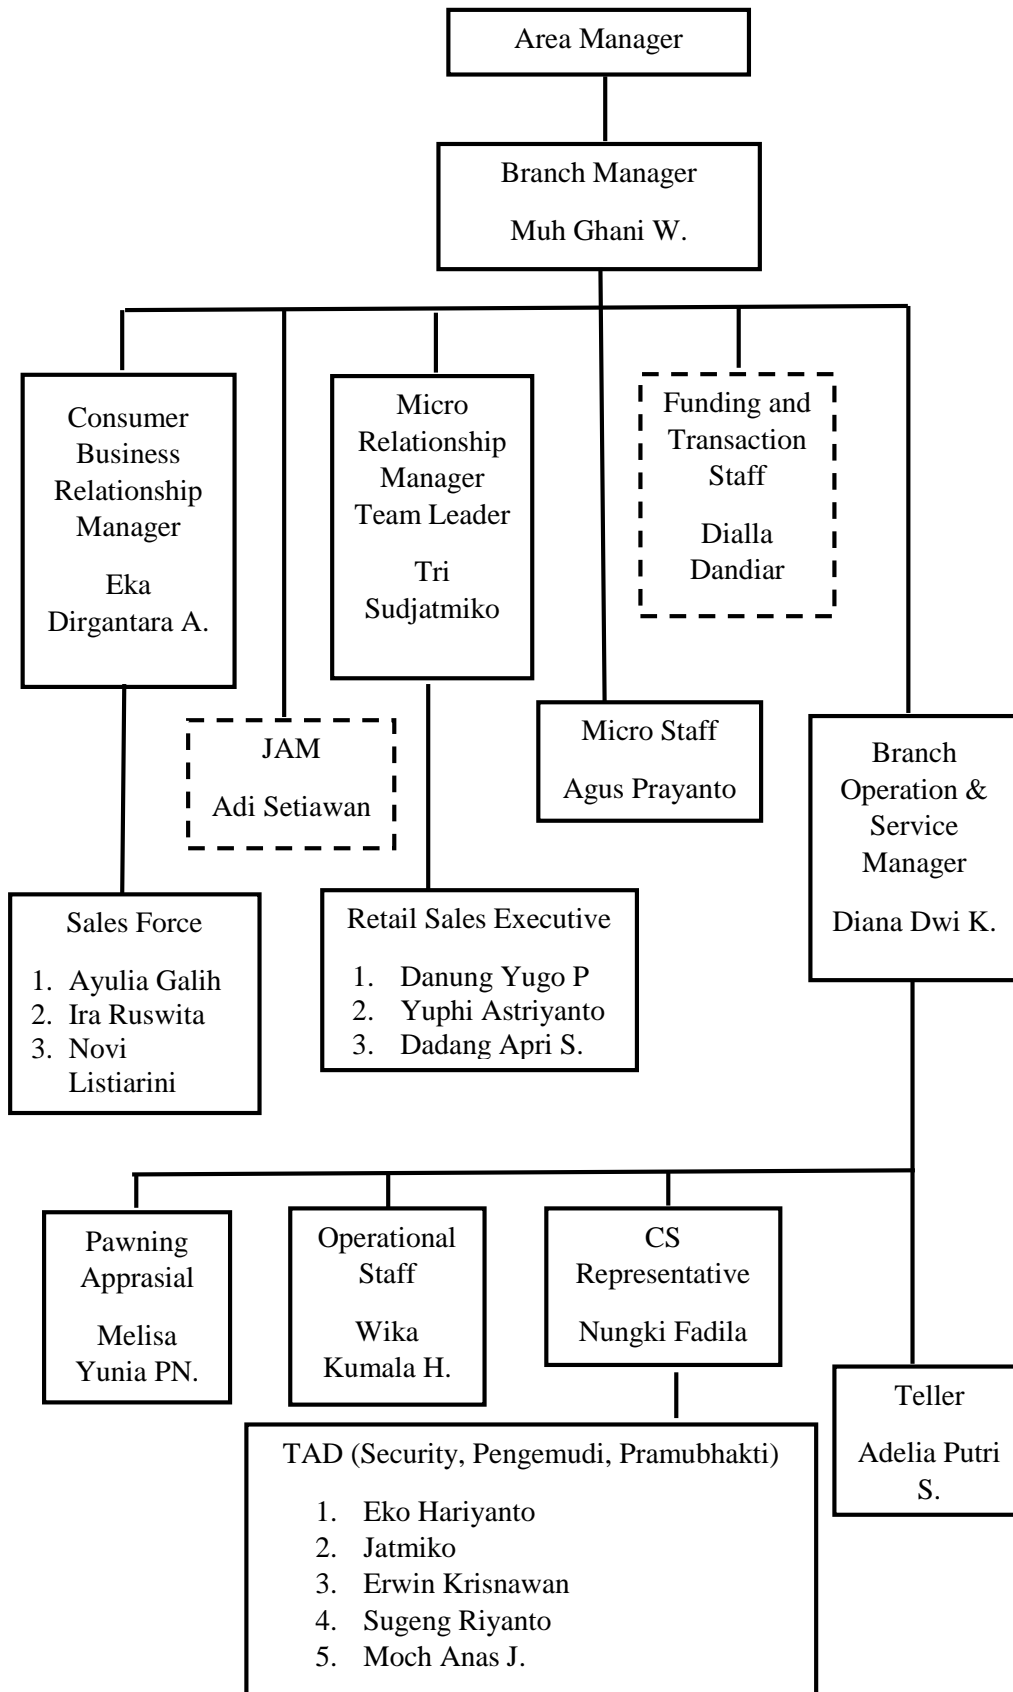 Area Manager
Branch Manager
Muh Ghani W.
Consumer
Business
Relationship
Manager
Eka
Dirgantara A.
Micro
Relationship
Manager
Team Leader
Tri
Sudjatmiko
Funding and
Transaction
Staff
Dialla
Dandiar
JAM
Adi Setiawan
Micro Staff
Agus Prayanto
Branch
Operation &
Service
Manager
Diana Dwi K.
Sales Force
1. Ayulia Galih
2. Ira Ruswita
3. Novi
Listiarini
Retail Sales Executive
1. Danung Yugo P
2. Yuphi Astriyanto
3. Dadang Apri S.
Pawning
Apprasial
Melisa
Yunia PN.
Operational
Staff
Wika
Kumala H.
CS
Representative
Nungki Fadila
Teller
Adelia Putri
S.
TAD (Security, Pengemudi, Pramubhakti)
1. Eko Hariyanto
2. Jatmiko
3. Erwin Krisnawan
4. Sugeng Riyanto
5. Moch Anas J.